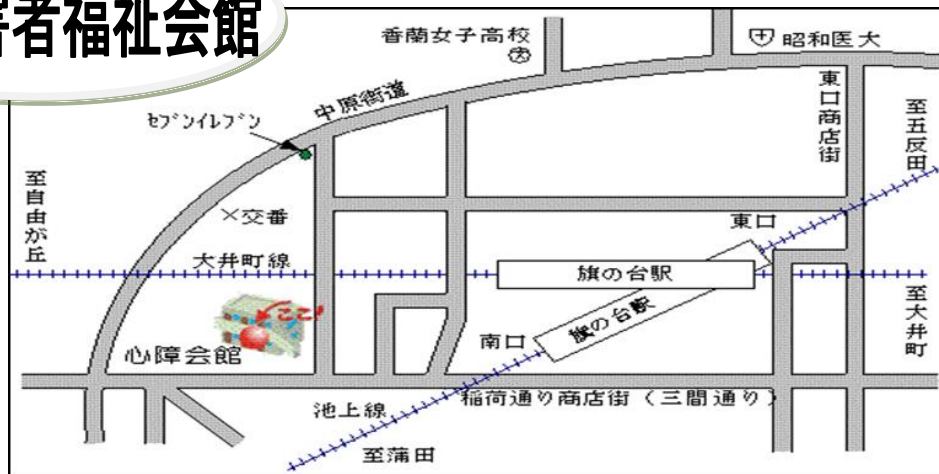 害者福祉会館
香蘭女子高校
昭和医大
中原街道
ｾﾌﾞﾝｲﾚﾌﾞﾝ
東口商店街
至五反田
至自由が丘
×交番
東口
大井町線
旗の台駅
旗の台駅
ここ!
南口
至大井町
心障会館
稲荷通り商店街（三間通り）
池上線
至蒲田